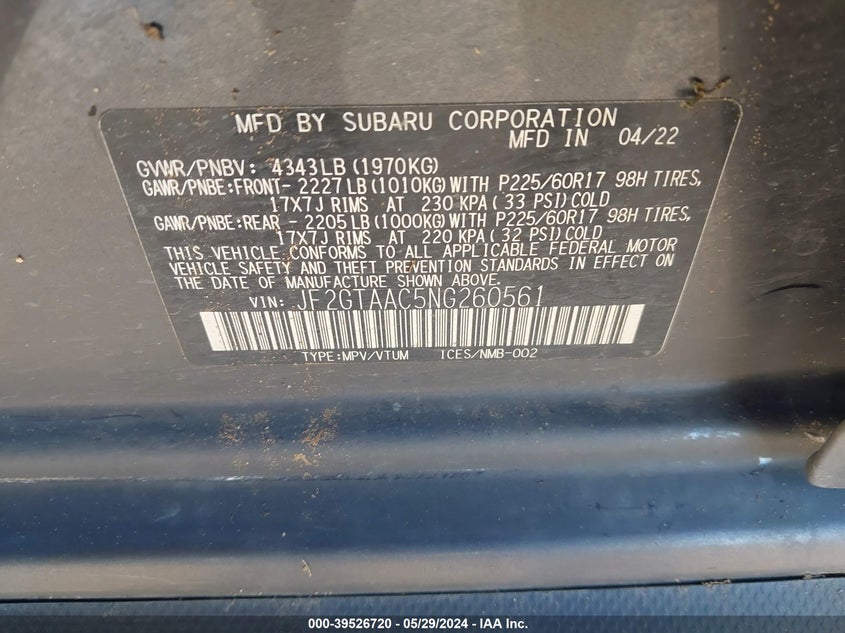 MFD BY SUBARU CORPORATION
MFD IN 04/22
GVWR/PNBV: 4343LB(1970KG)
GAWR/PNBE:FRONT- 2227LB(1010KG)WITH P225/60R17 98H TIRES,
17X7J RIMS AT 230 KPA( 33 PSI)COLD
GAWR/PNBE:REAR - 2205LB(1000KG)WITH P225/60R17 98H TIRES,
17X7J RIMS AT 220 KPA( 32 PSI)COLD
THIS VEHICLE CONFORMS TO ALL APPLICABLE FEDERAL MOTOR
VEHICLE SAFETY AND THEFT PREVENTION STANDARDS IN EFFECT ON
THE DATE OF MANUFACTURE SHOWN ABOVE.
VIN: JF2GTAAC5NG260561
TYPE:MPV/VTUM ICES/NMB-002
000-39526720 - 05/29/2024 - IAA Inc.